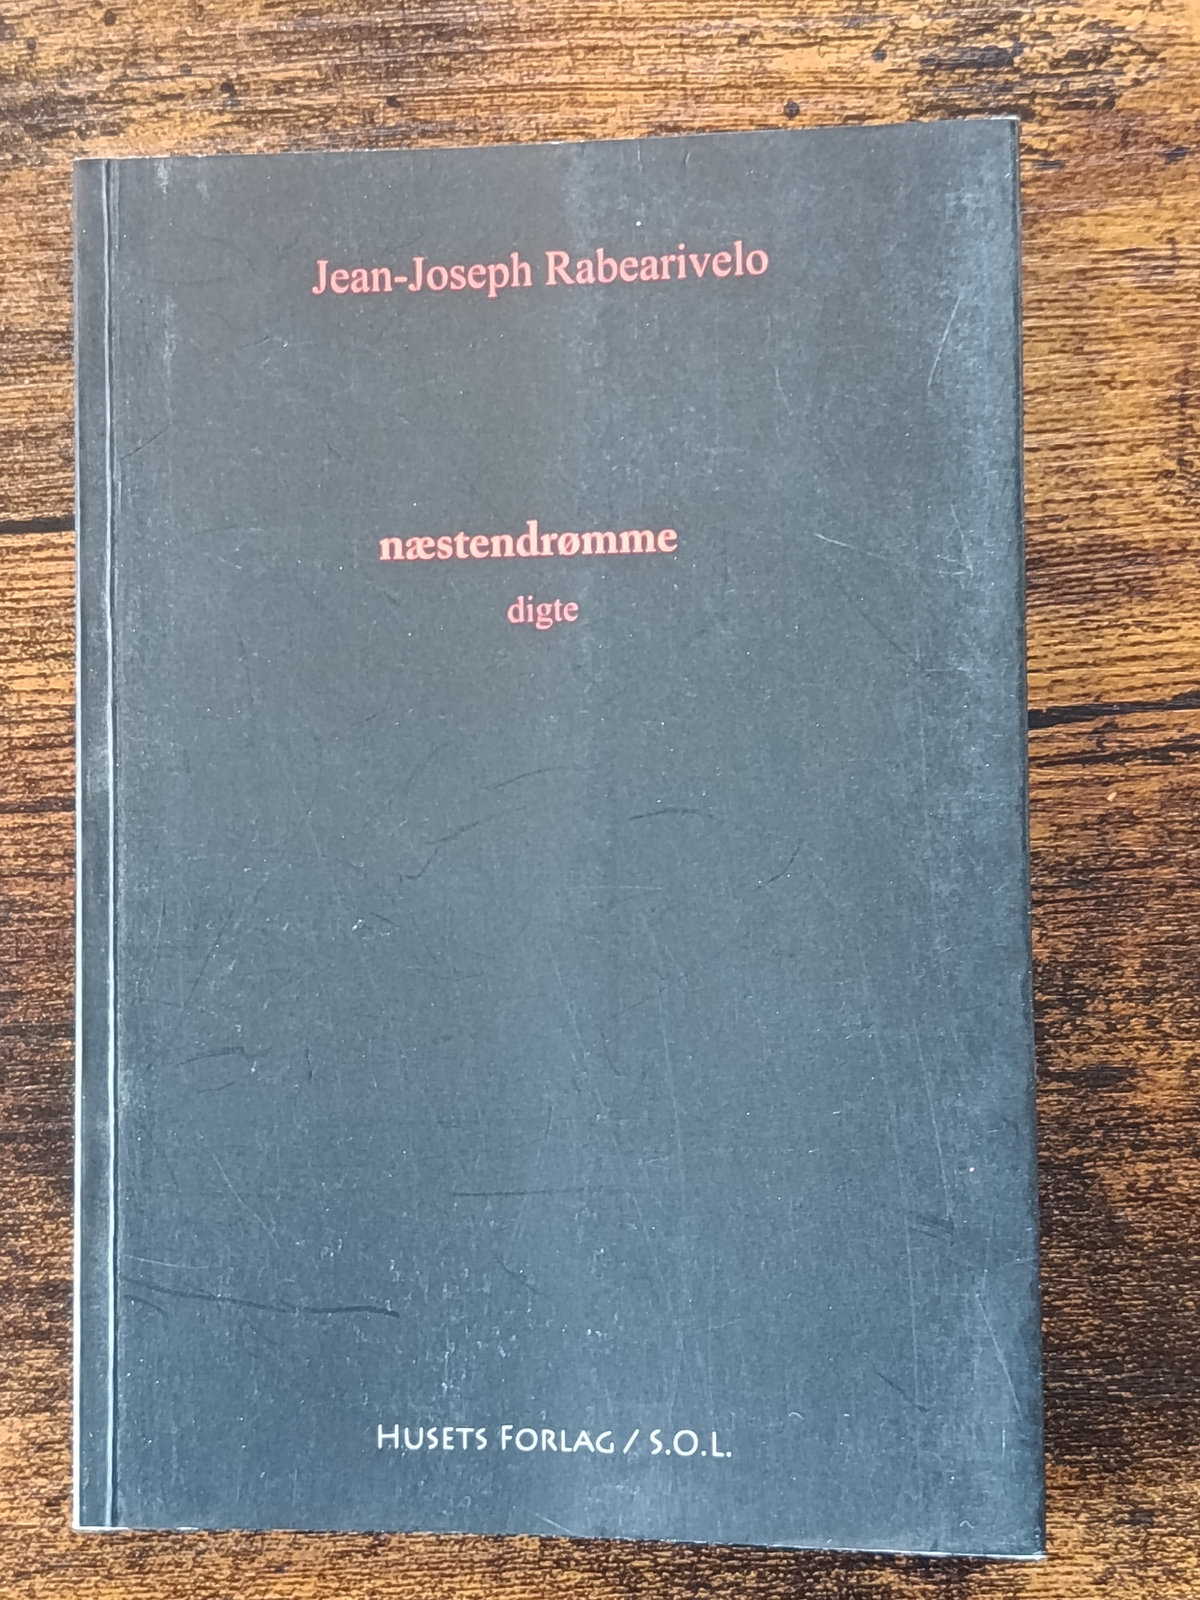 Jean-Joseph Rabearivelo
næstendrømme
digte
HUSETS FORLAG / S.O.L.